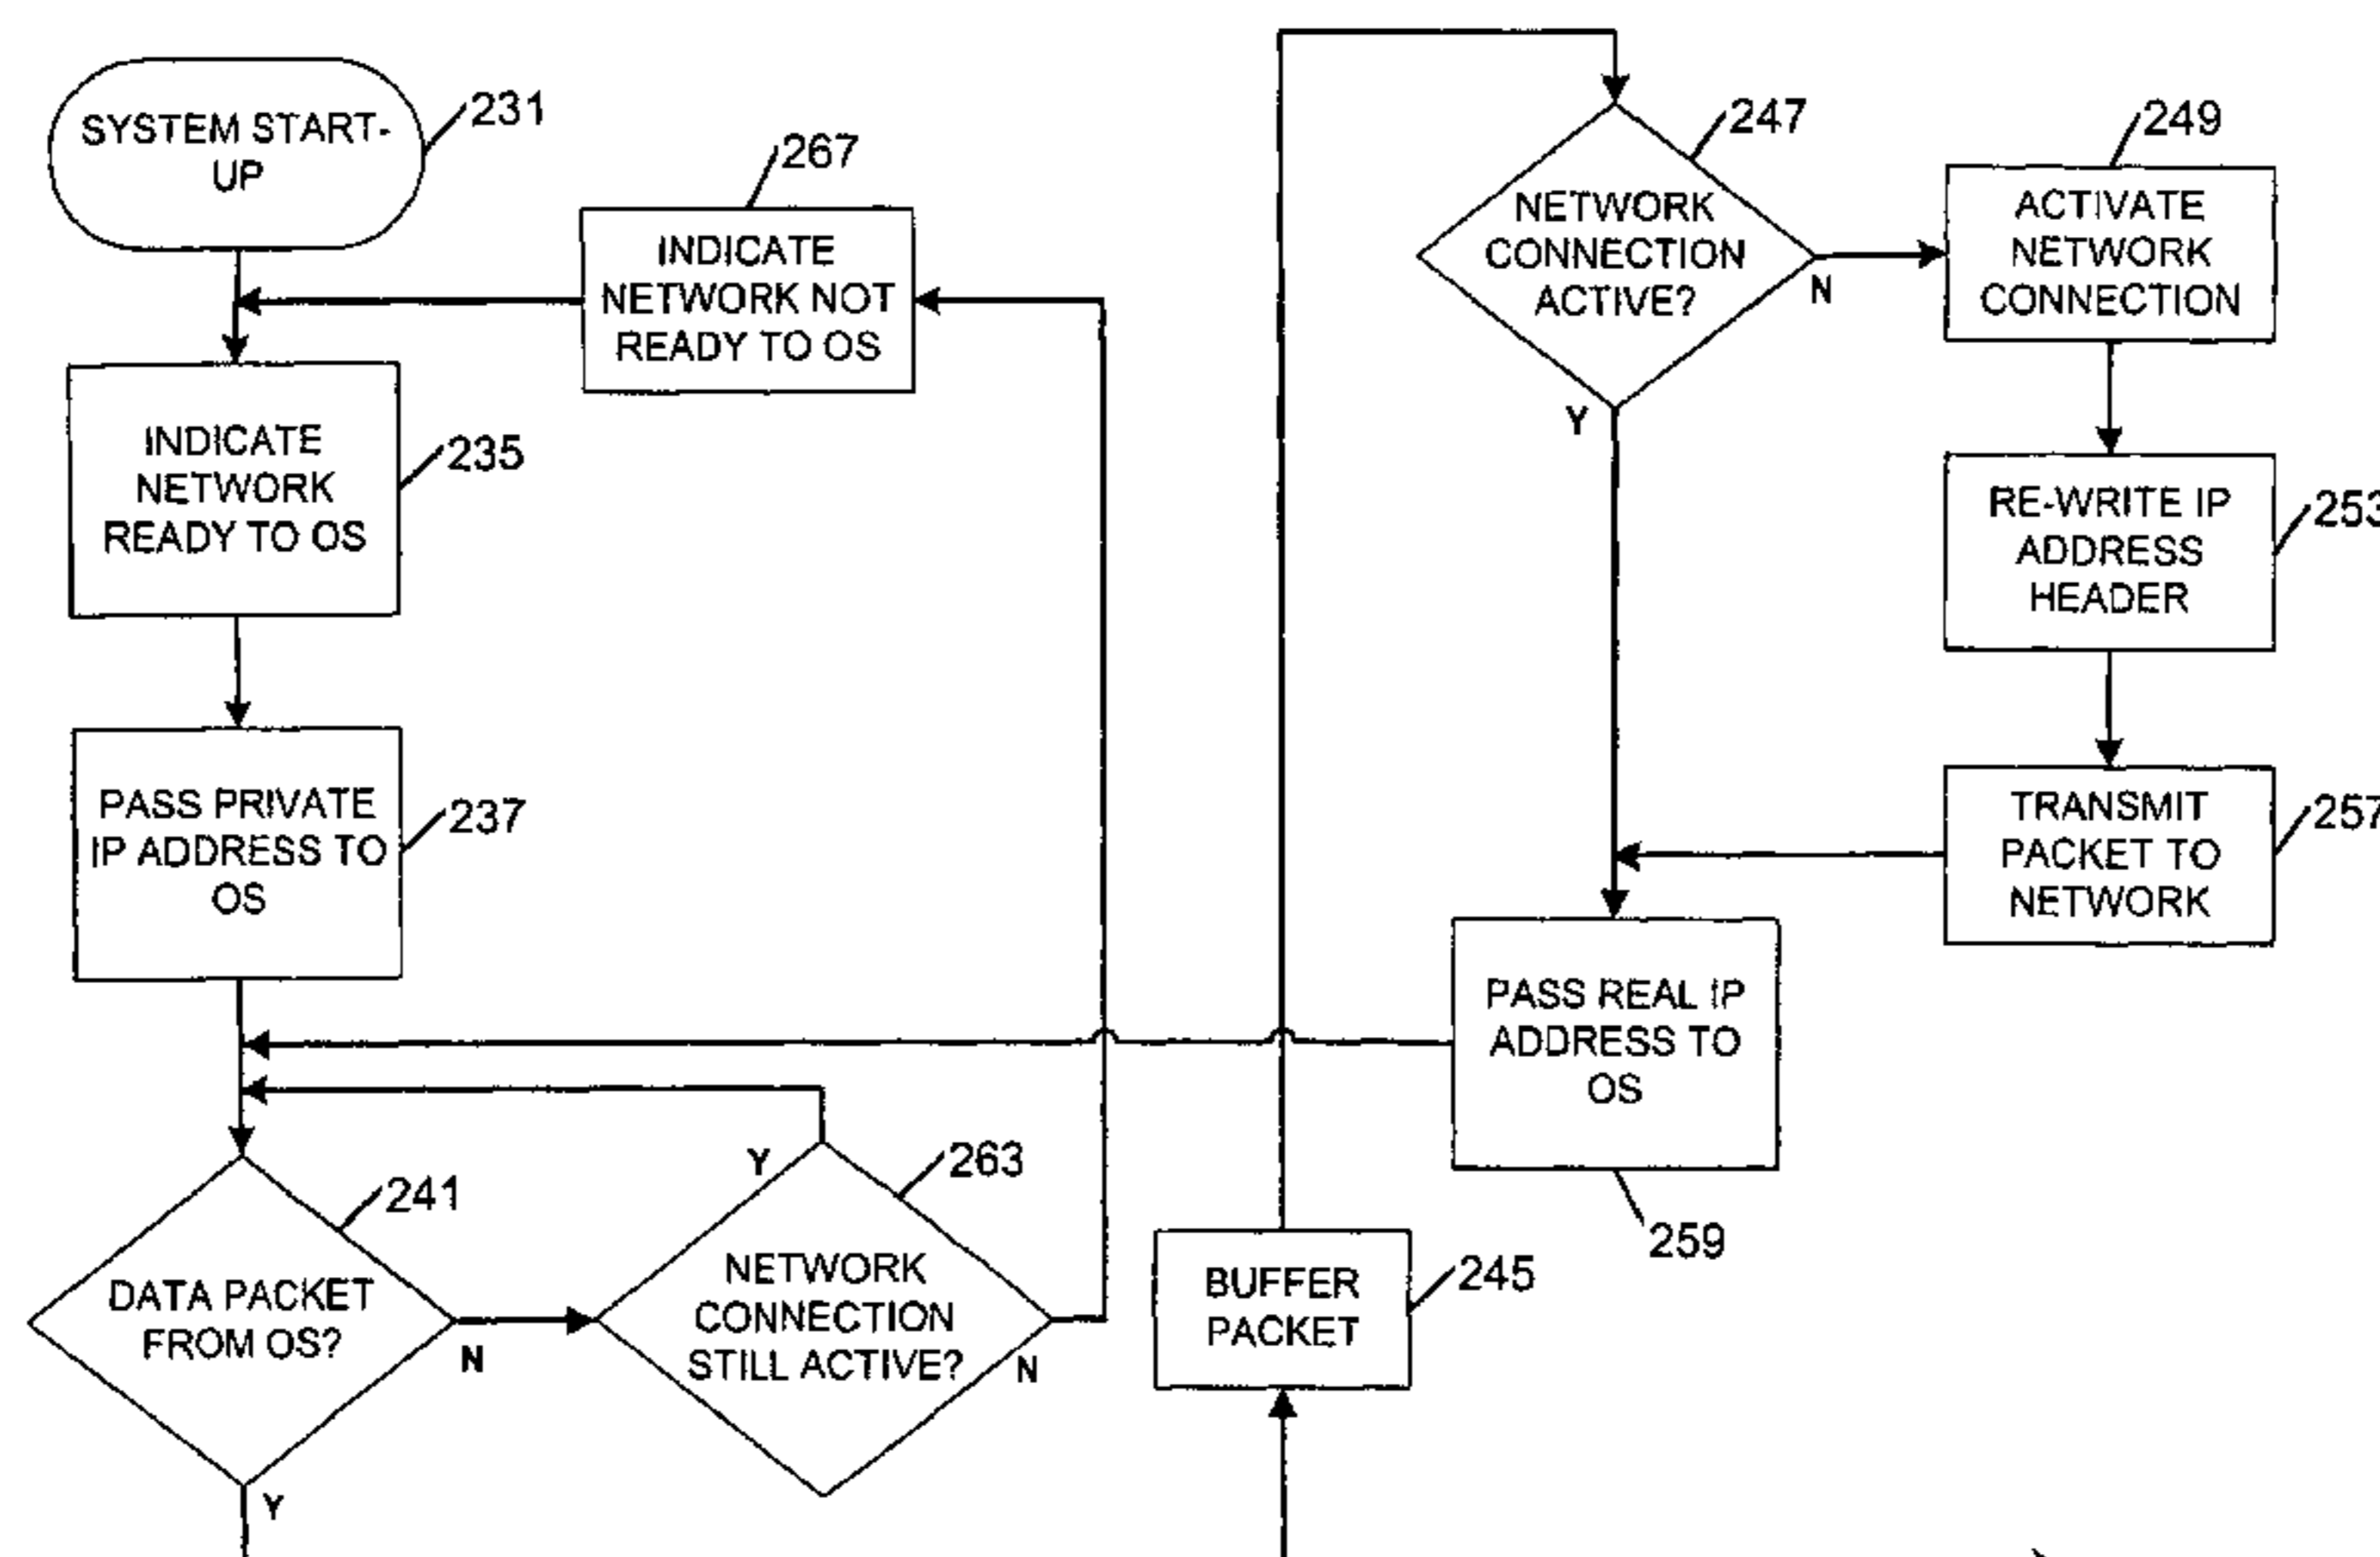 SYSTEM START-
UP
231
INDICATE
NETWORK NOT
READY TO OS
267
INDICATE
NETWORK
READY TO OS
235
PASS PRIVATE
IP ADDRESS TO
OS
237
DATA PACKET
FROM OS?
241
N
Y
NETWORK
CONNECTION
STILL ACTIVE?
263
Y
N
BUFFER
PACKET
245
NETWORK
CONNECTION
ACTIVE?
247
N
Y
ACTIVATE
NETWORK
CONNECTION
249
RE-WRITE IP
ADDRESS
HEADER
253
TRANSMIT
PACKET TO
NETWORK
257
PASS REAL IP
ADDRESS TO
OS
259